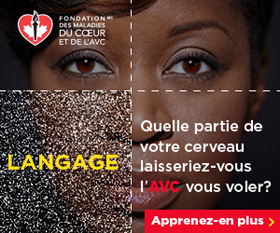 FONDATION MC
DES MALADIES
DU CŒUR
ET DE L'AVC
LANGAGE
Quelle partie de
votre cerveau
laisseriez-vous
l'AVC vous voler?
Apprenez-en plus >